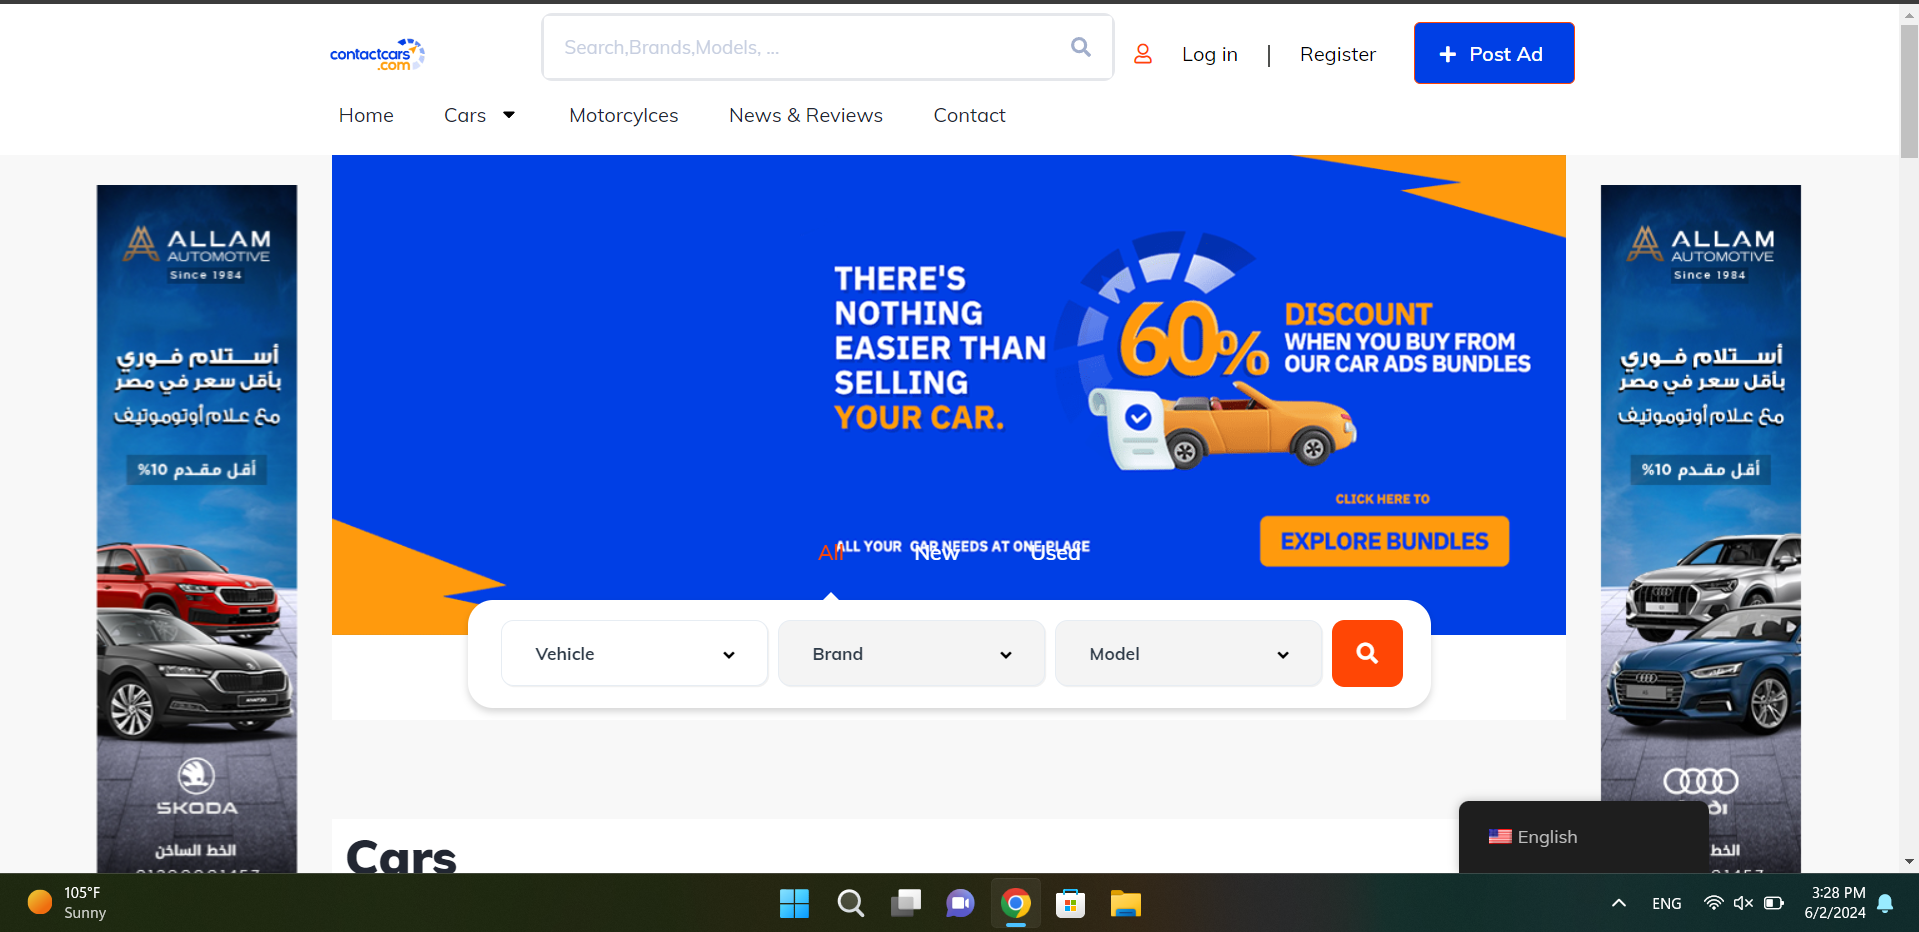 contactcars
.com
Search,Brands,Models, ...
Log in | Register
+ Post Ad
Home Cars Motorcylces News & Reviews Contact
ALLAM
AUTOMOTIVE
Since 1984
أستلام فوري
بأقل سعر في مصر
مع علام أوتوموتيف
أقل مقدم 10%
SKODA
الخط الساخن
THERE'S
NOTHING
EASIER THAN
SELLING
YOUR CAR.
60%
DISCOUNT
WHEN YOU BUY FROM
OUR CAR ADS BUNDLES
CLICK HERE TO
EXPLORE BUNDLES
ALL YOUR CAR NEEDS AT ONE PLACE
All New Used
Vehicle Brand Model
ALLAM
AUTOMOTIVE
Since 1984
أستلام فوري
بأقل سعر في مصر
مع علام أوتوموتيف
أقل مقدم 10%
الخط
Cars
English
105°F
Sunny
ENG
3:28 PM
6/2/2024